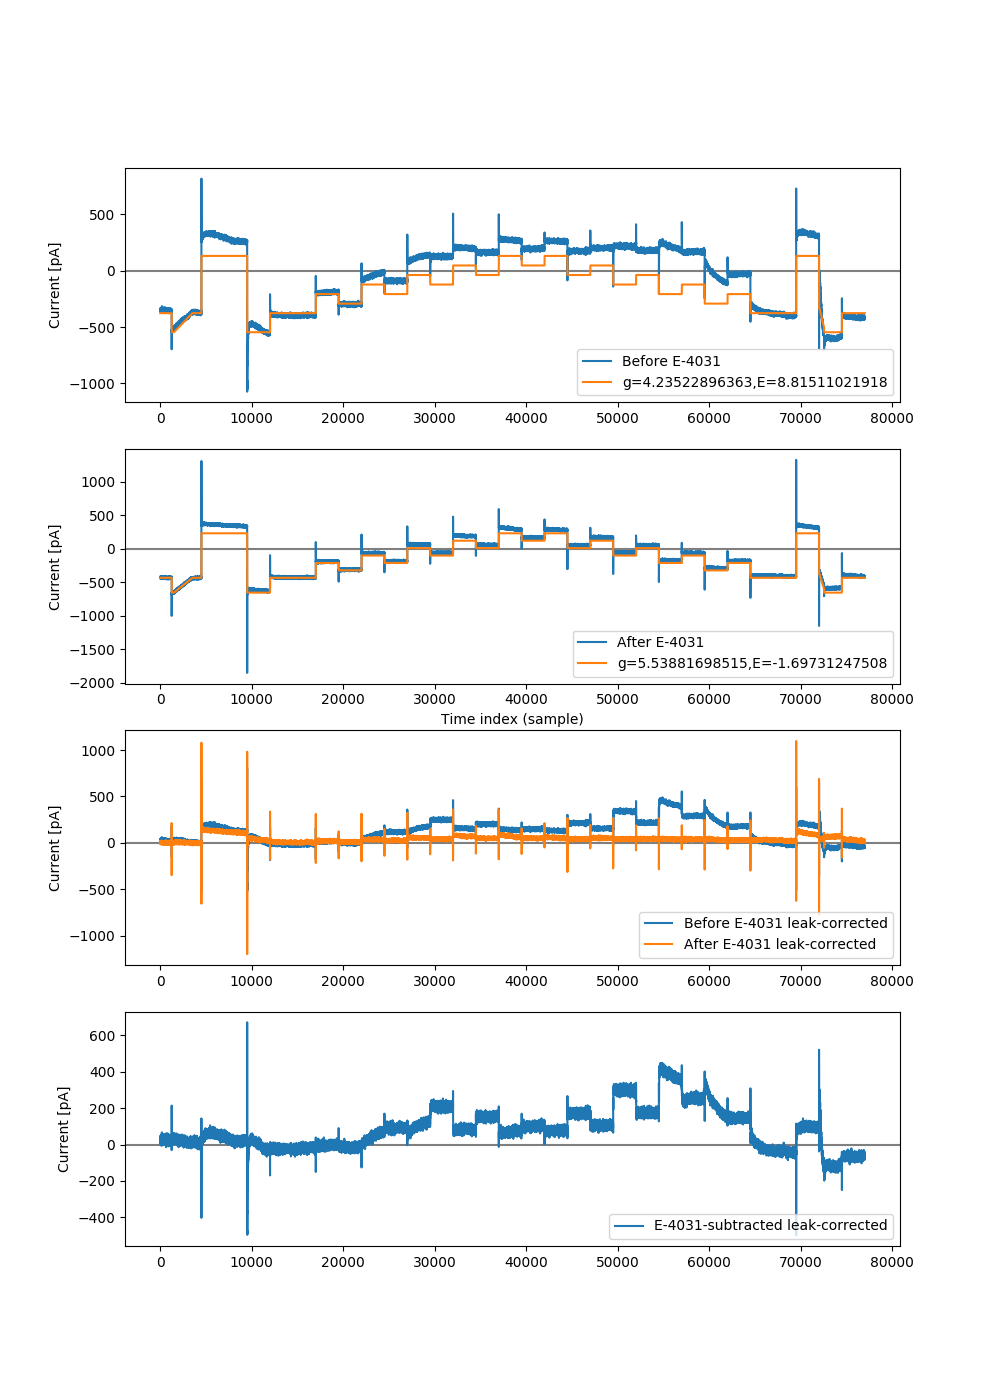 500
0
−500
−1000
Current [pA]
Before E-4031
g=4.23522896363,E=8.81511021918
0 10000 20000 30000 40000 50000 60000 70000 80000
1000
500
0
−500
−1000
−1500
−2000
Current [pA]
After E-4031
g=5.53881698515,E=-1.69731247508
0 10000 20000 30000 40000 50000 60000 70000 80000
Time index (sample)
1000
500
0
−500
−1000
Current [pA]
Before E-4031 leak-corrected
After E-4031 leak-corrected
0 10000 20000 30000 40000 50000 60000 70000 80000
600
400
200
0
−200
−400
Current [pA]
E-4031-subtracted leak-corrected
0 10000 20000 30000 40000 50000 60000 70000 80000